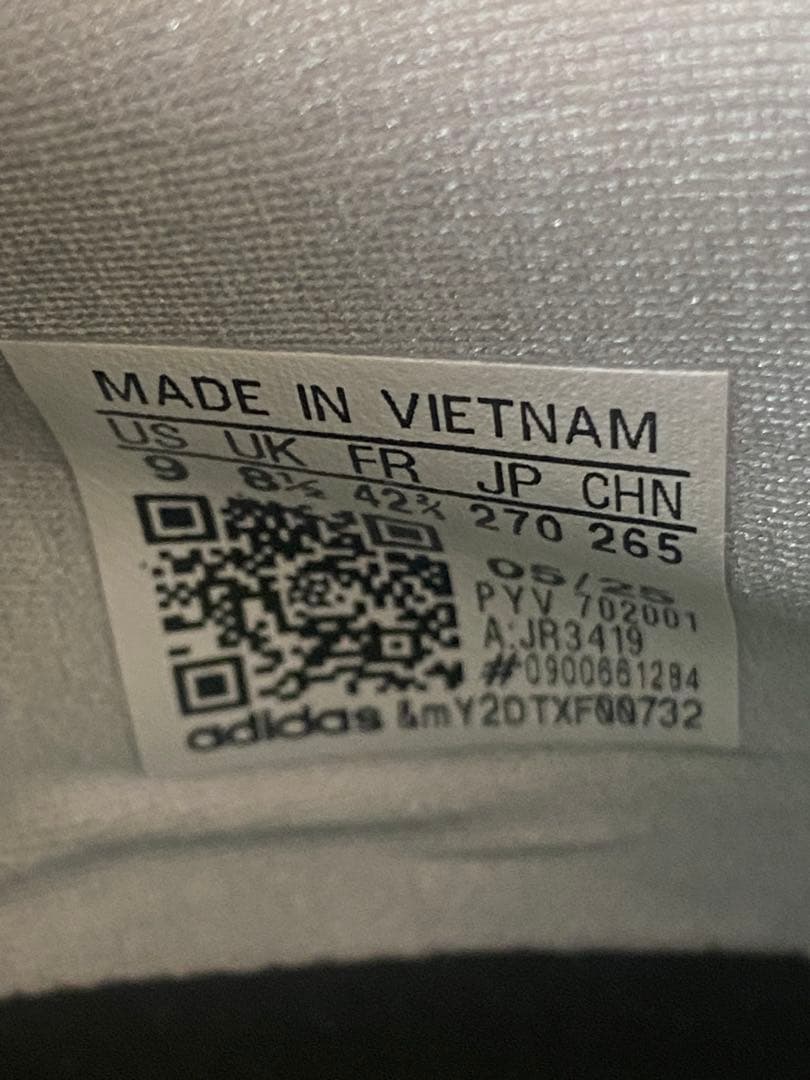 MADE IN VIETNAM
US UK FR JP CHN
9 8½ 42⅔ 270 265
05/25
PYV 702001
A:JR3419
#0900661284
adidas &mY2DTXF00732